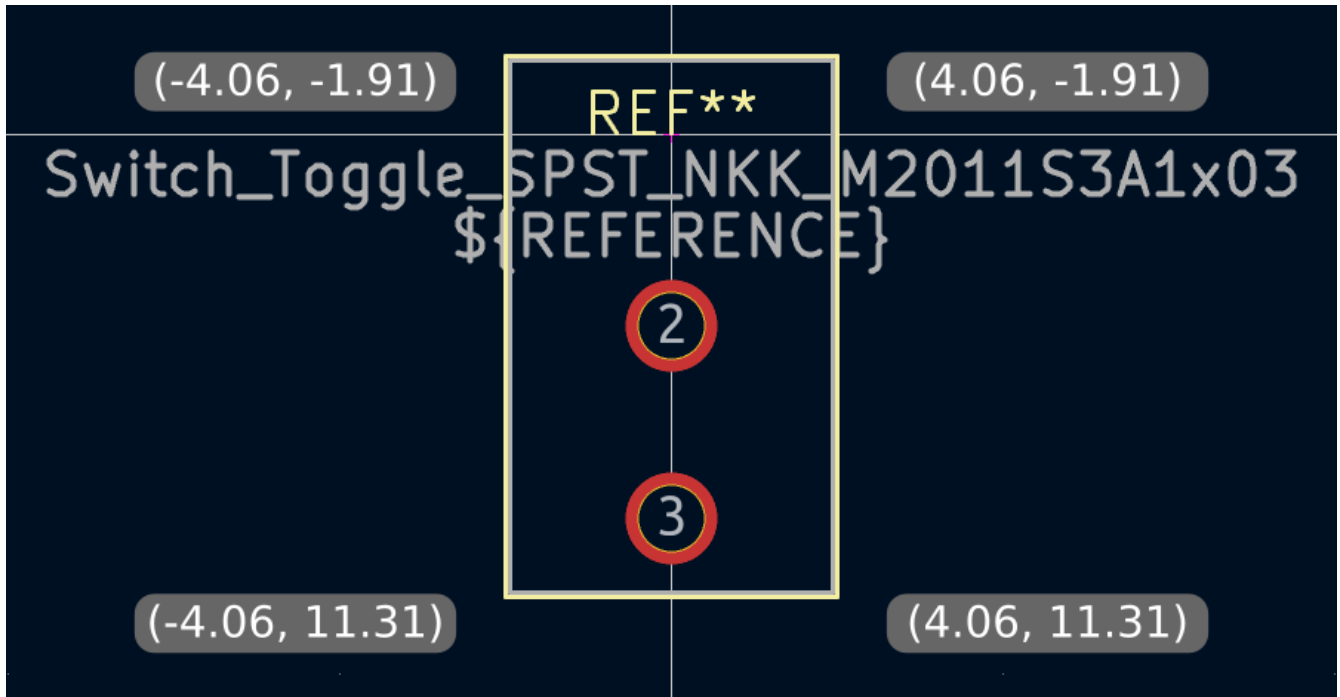 (-4.06, -1.91)
(4.06, -1.91)
REF**
Switch_Toggle_SPST_NKK_M2011S3A1x03
${REFERENCE}
2
3
(-4.06, 11.31)
(4.06, 11.31)